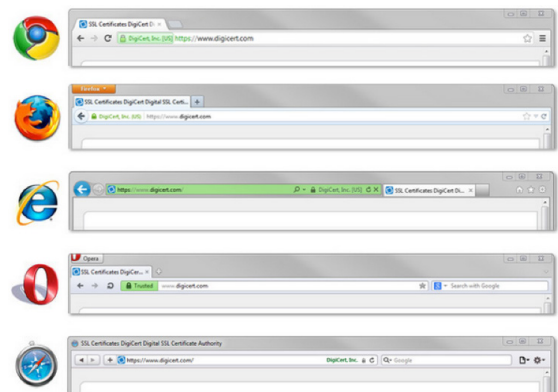 SSL Certificates DigiCert Di...
DigiCert, Inc. [US] https://www.digicert.com
Firefox
SSL Certificates DigiCert Digital SSL Certi...
DigiCert, Inc. (US) https://www.digicert.com
https://www.digicert.com/ DigiCert, Inc. [US] SSL Certificates DigiCert Di...
Opera
SSL Certificates DigiCer...
Trusted www.digicert.com Search with Google
SSL Certificates DigiCert Digital SSL Certificate Authority
https://www.digicert.com/ DigiCert, Inc. Google